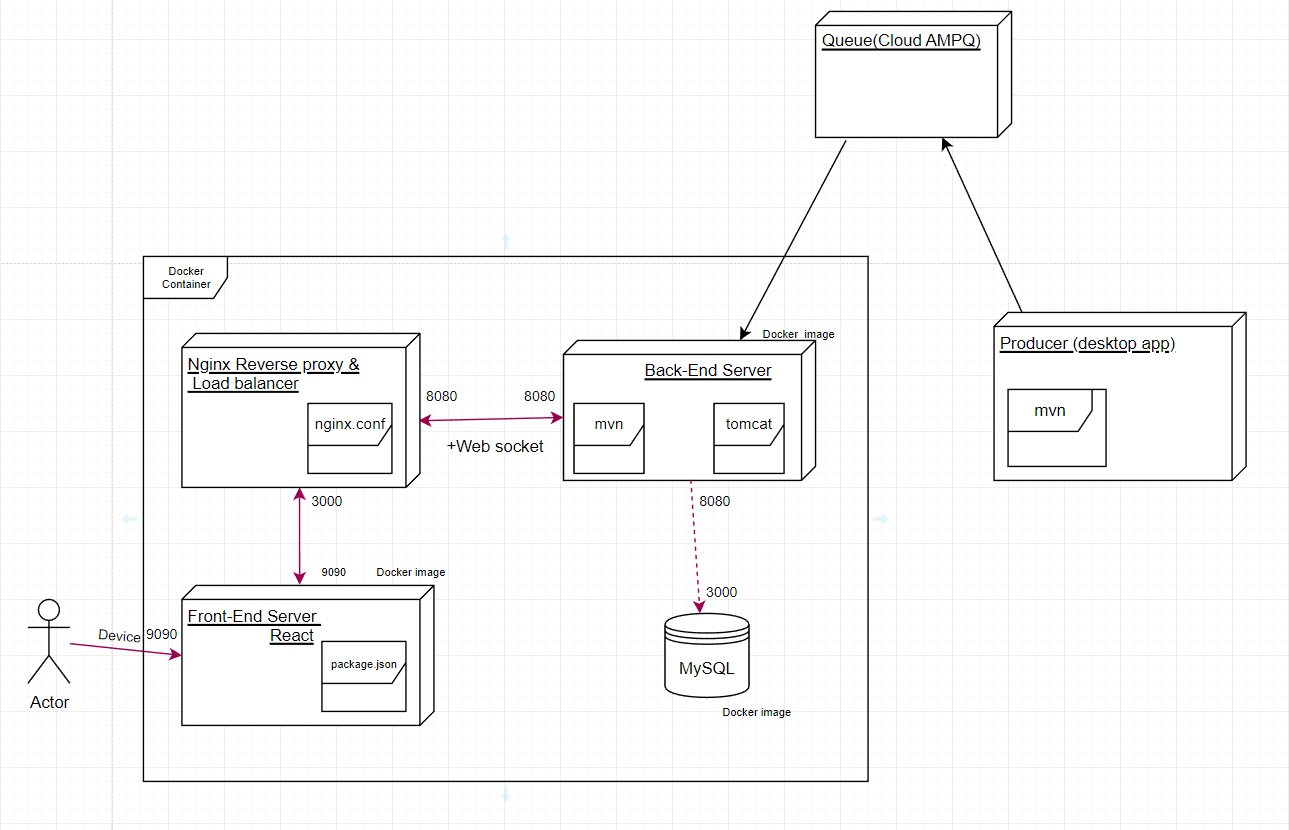 Queue(Cloud AMPQ)
Docker
Container
Docker image
Nginx Reverse proxy &
Load balancer
nginx.conf
8080
8080
+Web socket
Back-End Server
mvn
tomcat
Producer (desktop app)
mvn
3000
8080
9090
Docker image
3000
Front-End Server
React
package.json
Device
9090
Actor
MySQL
Docker image